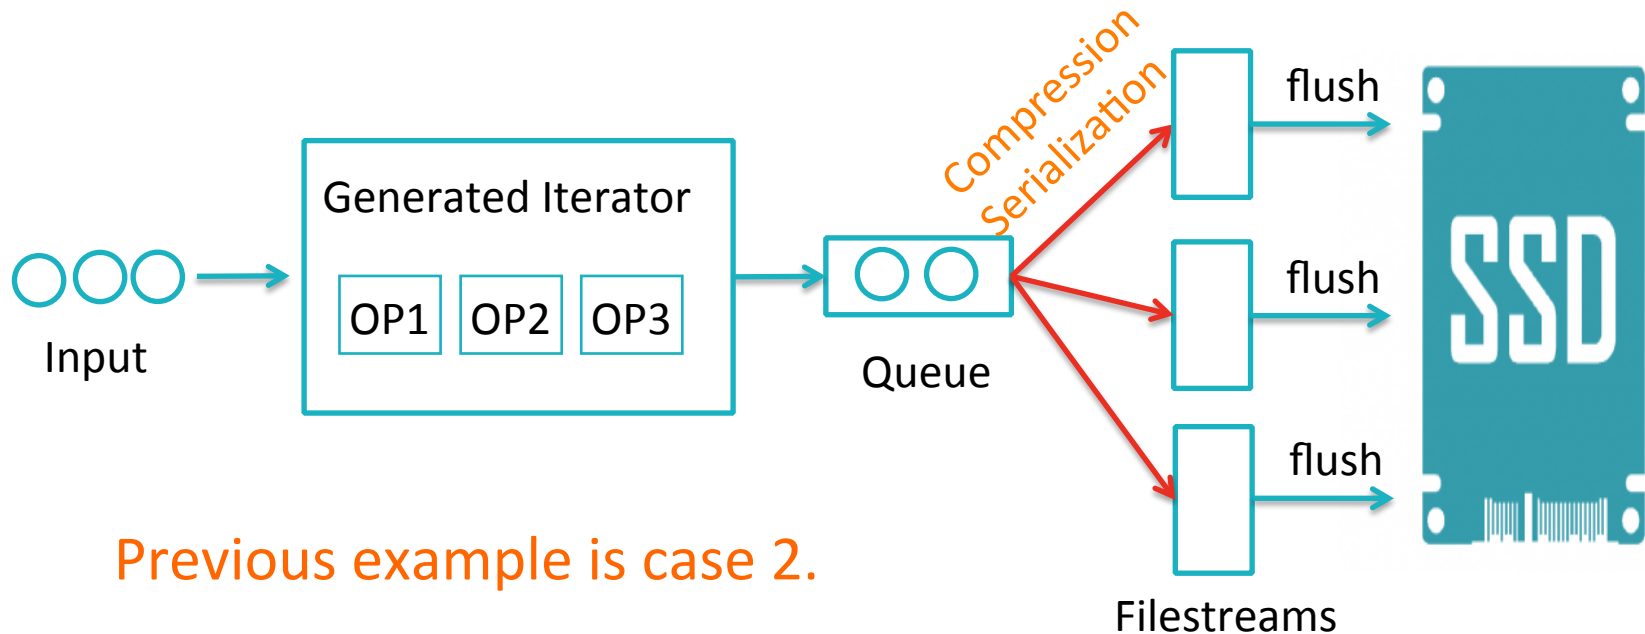 Compression
Serialization
flush
Generated Iterator
OP1 OP2 OP3
Input
Queue
flush
flush
SSD
Previous example is case 2.
Filestreams